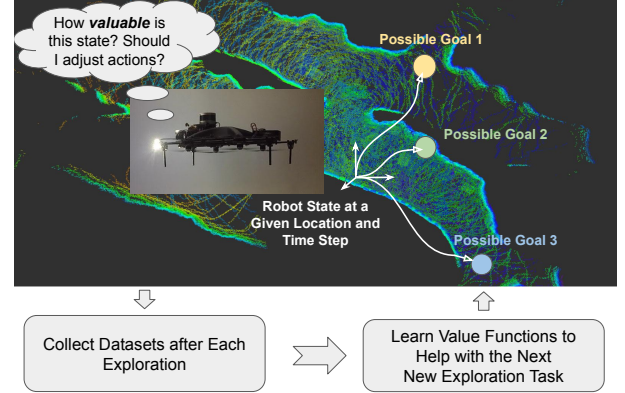 How valuable is
this state? Should
I adjust actions?
Possible Goal 1
Possible Goal 2
Robot State at a
Given Location and
Time Step
Possible Goal 3
Collect Datasets after Each
Exploration
Learn Value Functions to
Help with the Next
New Exploration Task